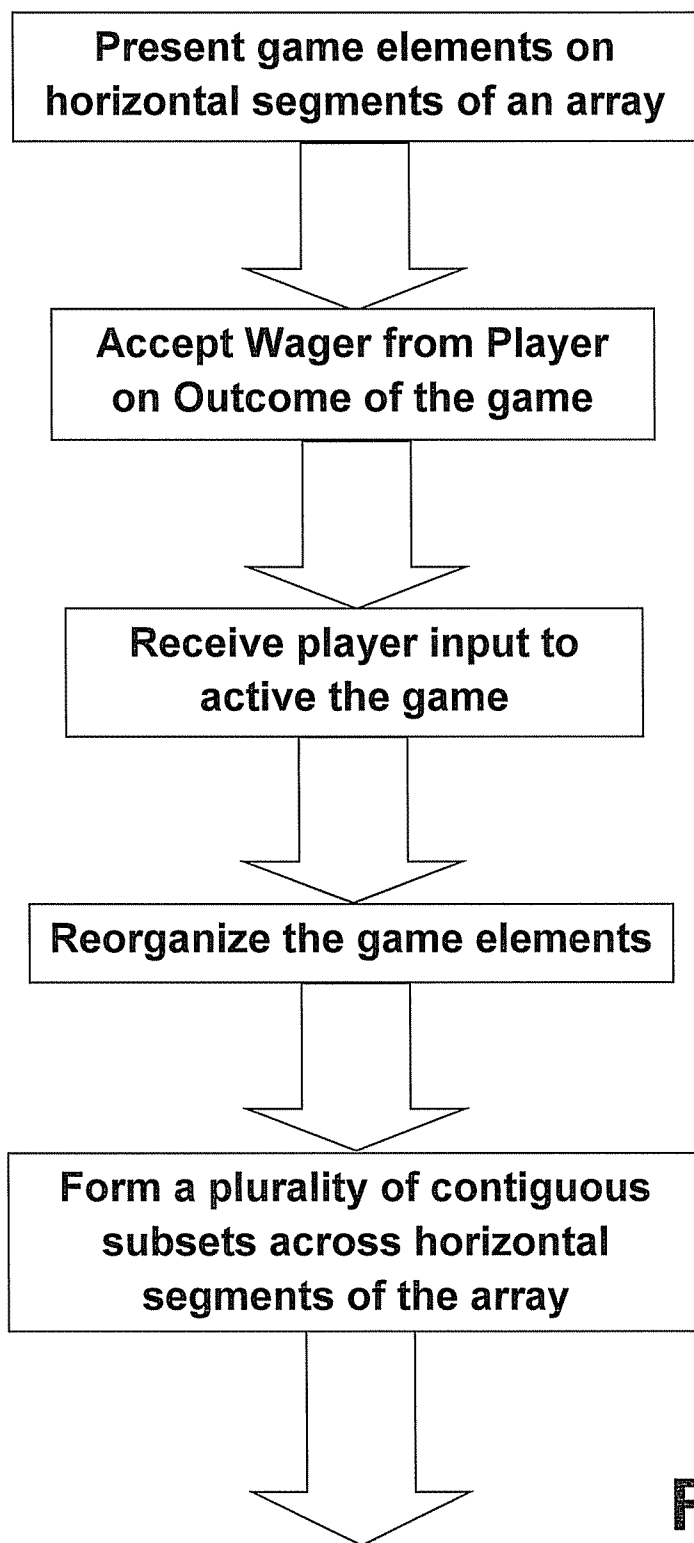 Present game elements on
horizontal segments of an array
Accept Wager from Player
on Outcome of the game
Receive player input to
active the game
Reorganize the game elements
Form a plurality of contiguous
subsets across horizontal
segments of the array